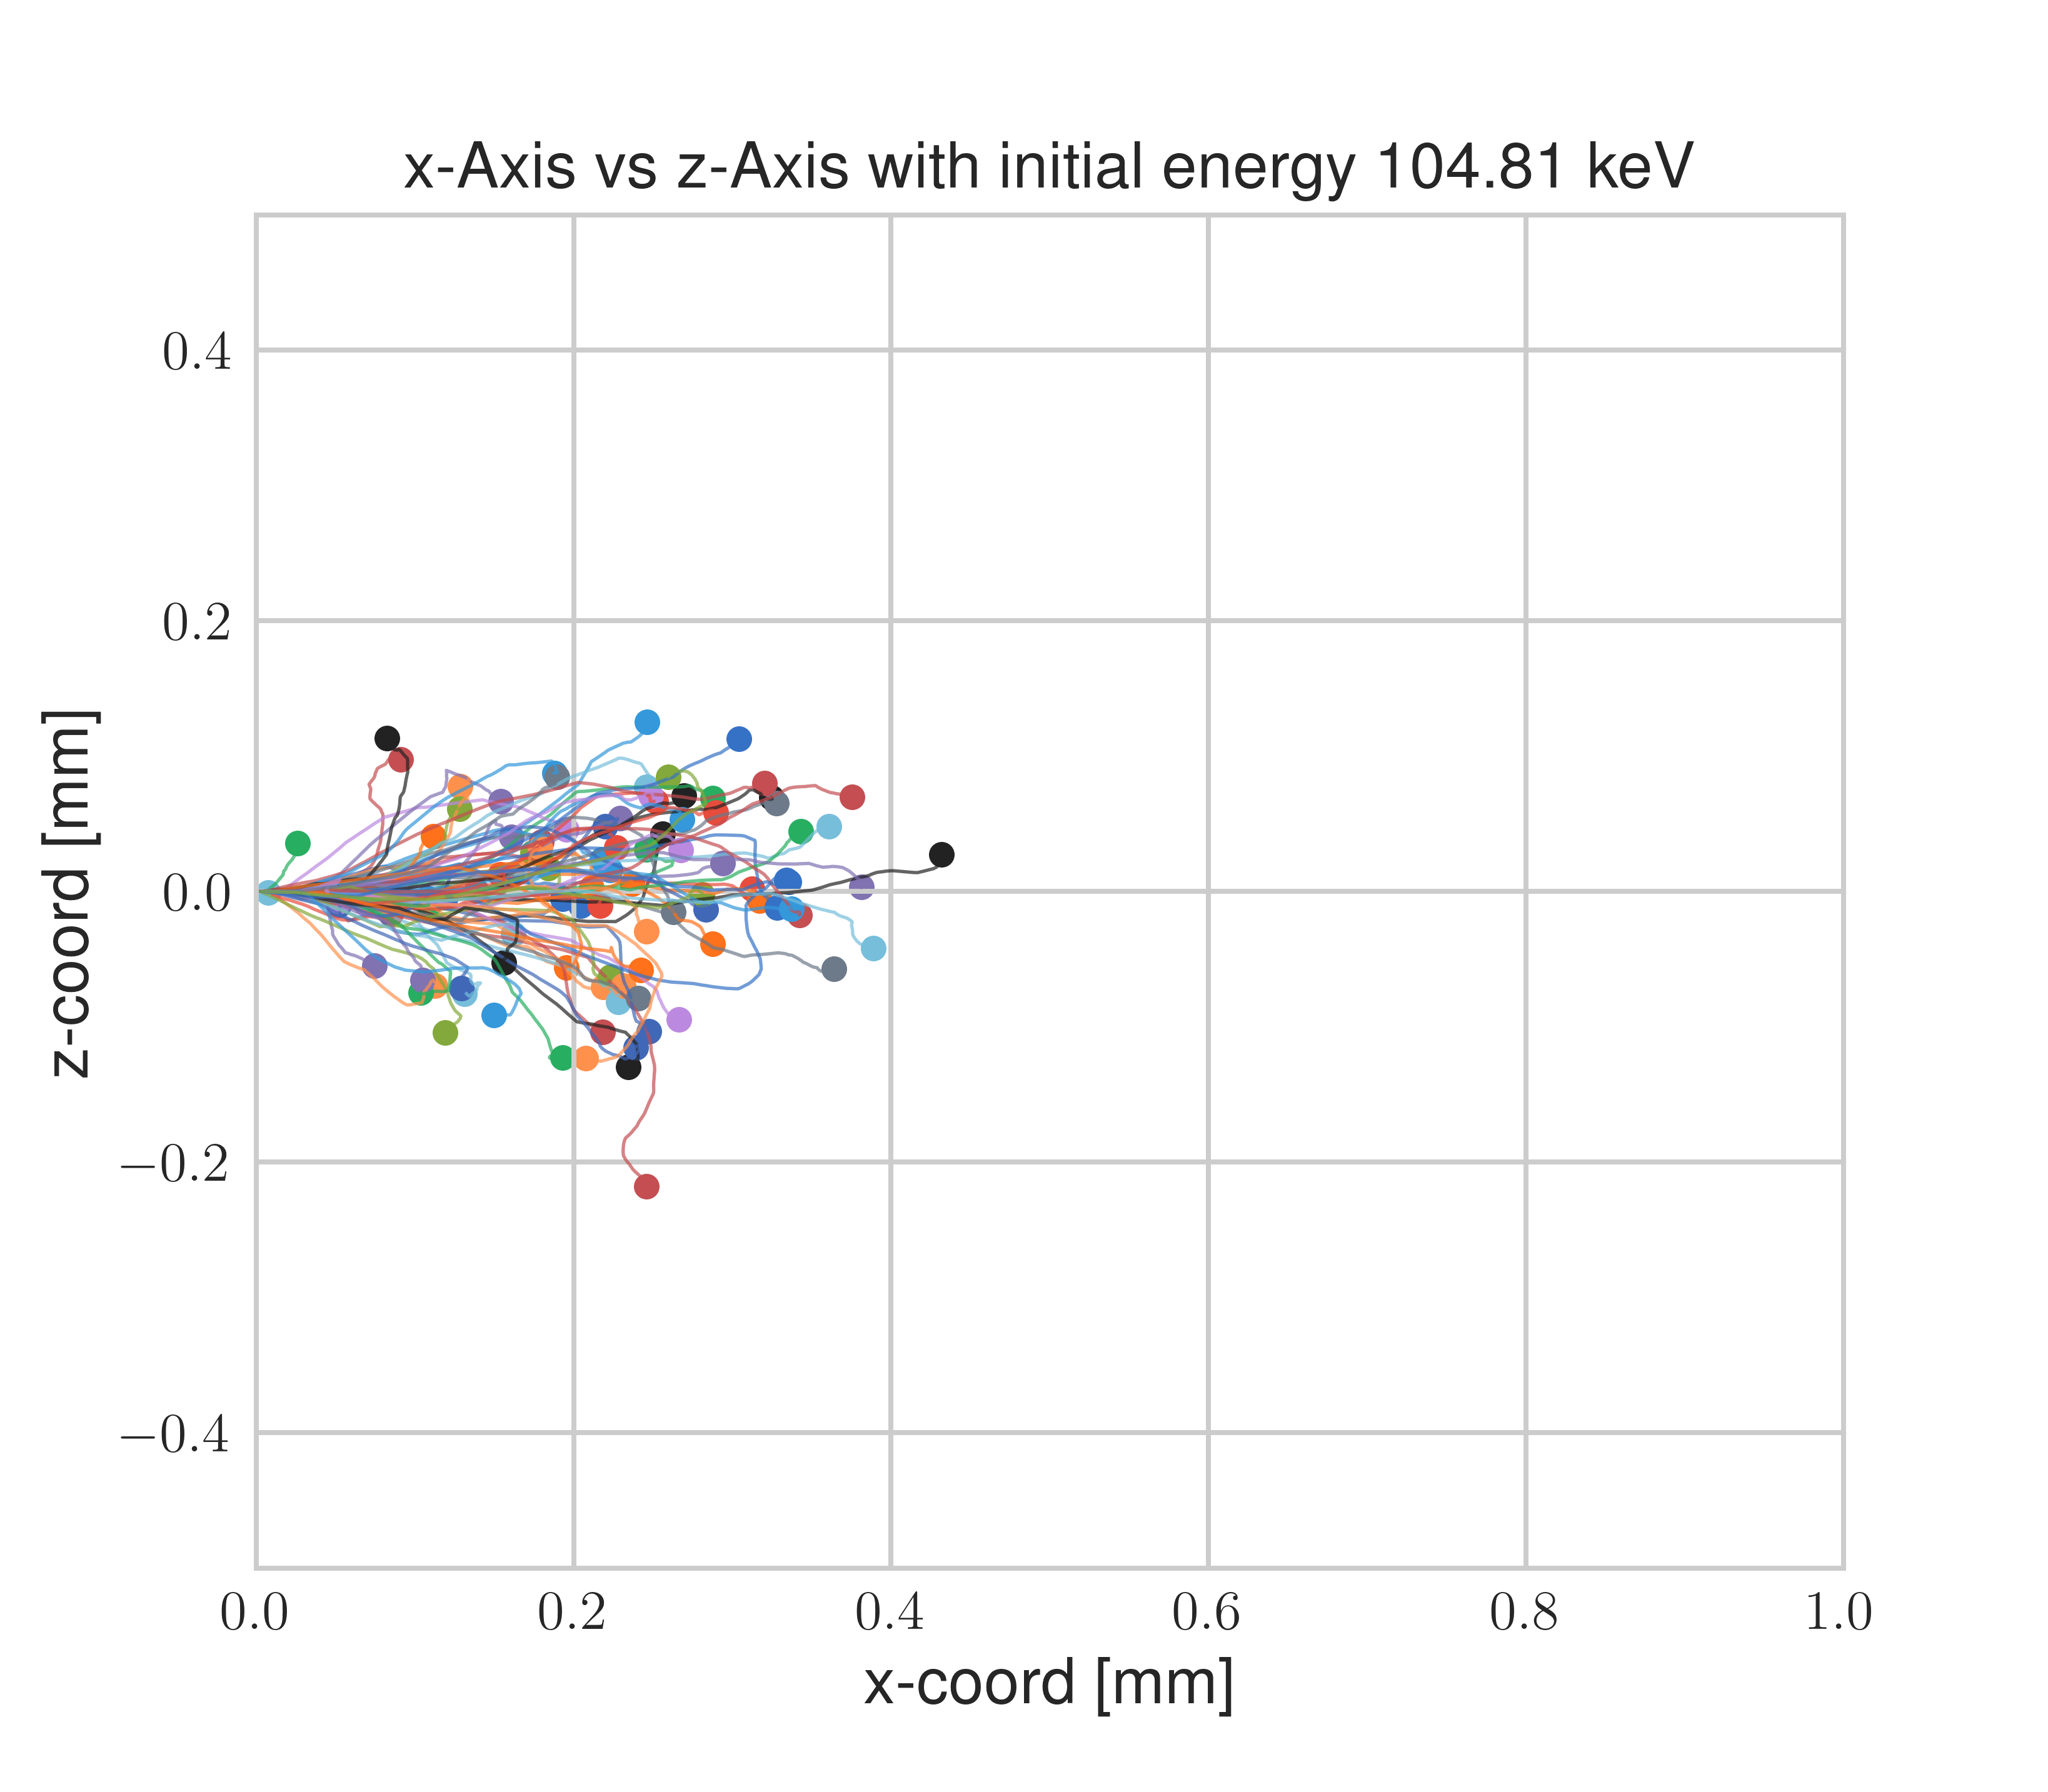 x-Axis vs z-Axis with initial energy 104.81 keV
z-coord [mm]
0.4
0.2
0.0
−0.2
−0.4
0.0 0.2 0.4 0.6 0.8 1.0
x-coord [mm]